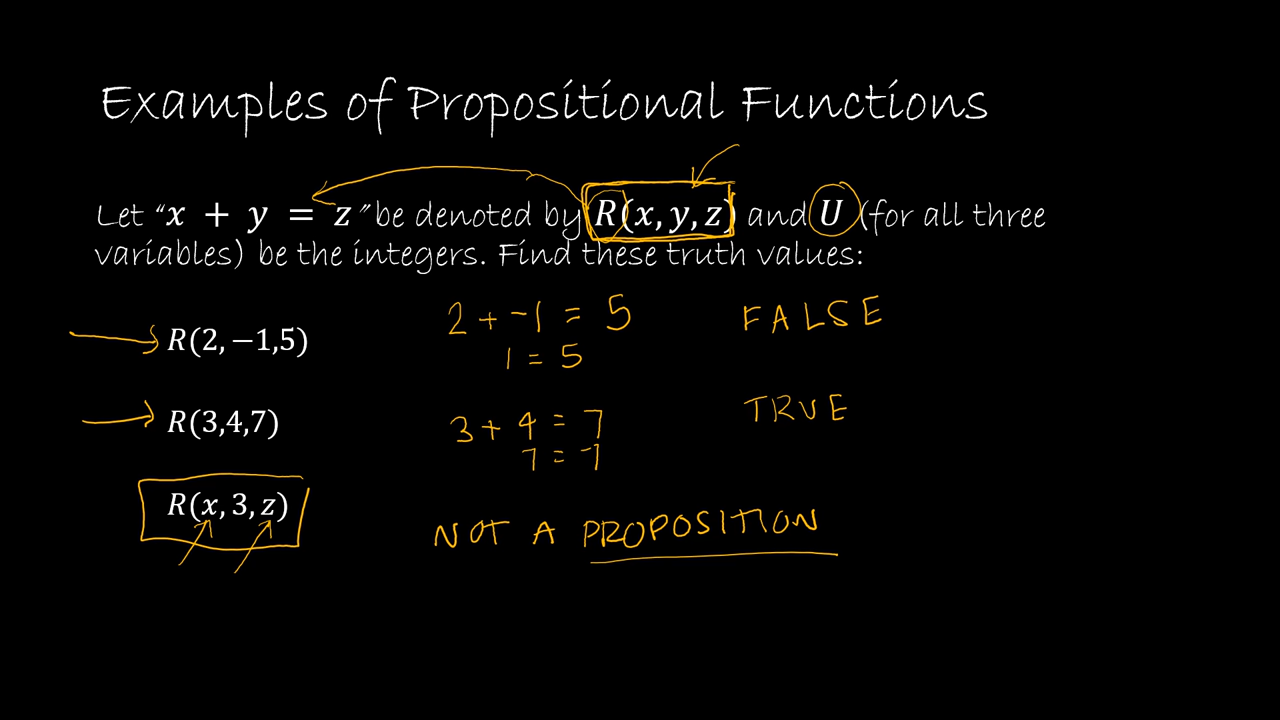 Examples of Propositional Functions
Let “x + y = z” be denoted by R(x, y, z) and U (for all three
variables) be the integers. Find these truth values:
R(2, −1,5)
2 + -1 = 5
FALSE
1 = 5
R(3,4,7)
3 + 4 = 7
TRUE
7 = 7
R(x, 3, z)
NOT A PROPOSITION